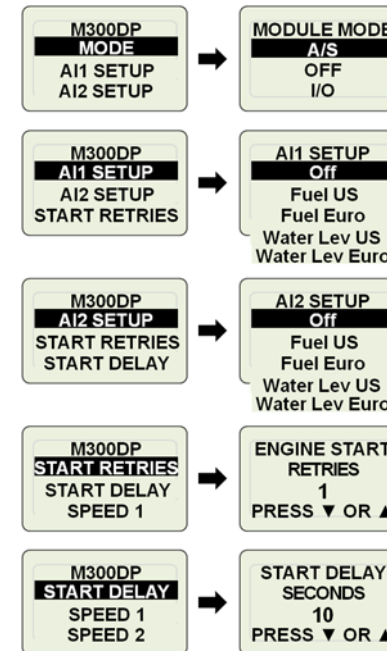 M300DP
MODE
AI1 SETUP
AI2 SETUP
MODULE MODE
A/S
OFF
I/O
M300DP
AI1 SETUP
AI2 SETUP
START RETRIES
AI1 SETUP
Off
Fuel US
Fuel Euro
Water Lev US
Water Lev Euro
M300DP
AI2 SETUP
START RETRIES
START DELAY
AI2 SETUP
Off
Fuel US
Fuel Euro
Water Lev US
Water Lev Euro
M300DP
START RETRIES
START DELAY
SPEED 1
ENGINE START
RETRIES
1
PRESS ▼ OR ▲
M300DP
START DELAY
SPEED 1
SPEED 2
START DELAY
SECONDS
10
PRESS ▼ OR ▲